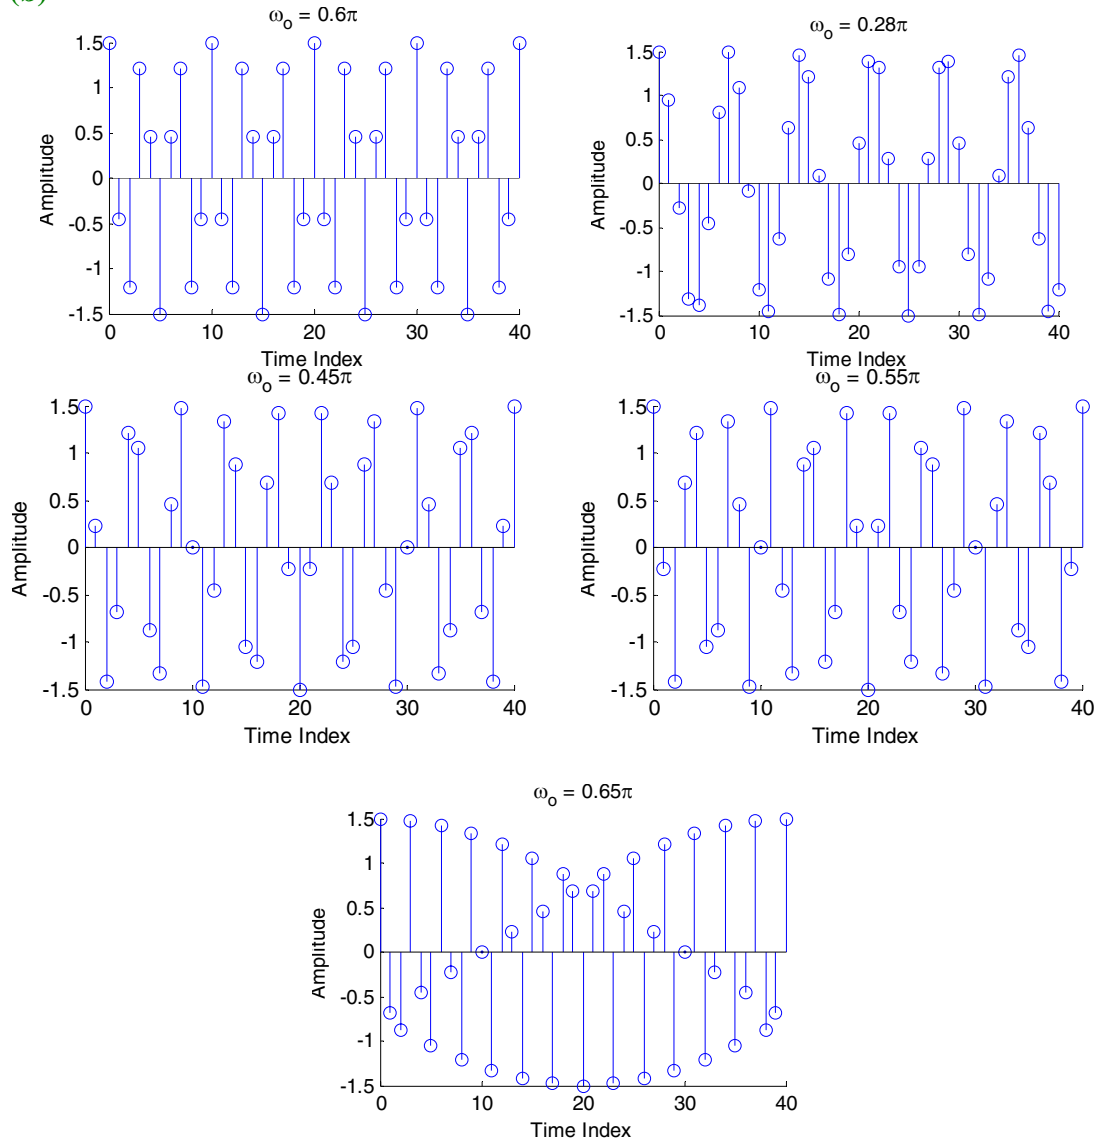 (b)
ω_o = 0.6π
1.5
1
0.5
0
-0.5
-1
-1.5
Amplitude
0 10 20 30 40
Time Index
ω_o = 0.28π
1.5
1
0.5
0
-0.5
-1
-1.5
Amplitude
0 10 20 30 40
Time Index
ω_o = 0.45π
1.5
1
0.5
0
-0.5
-1
-1.5
Amplitude
0 10 20 30 40
Time Index
ω_o = 0.55π
1.5
1
0.5
0
-0.5
-1
-1.5
Amplitude
0 10 20 30 40
Time Index
ω_o = 0.65π
1.5
1
0.5
0
-0.5
-1
-1.5
Amplitude
0 10 20 30 40
Time Index